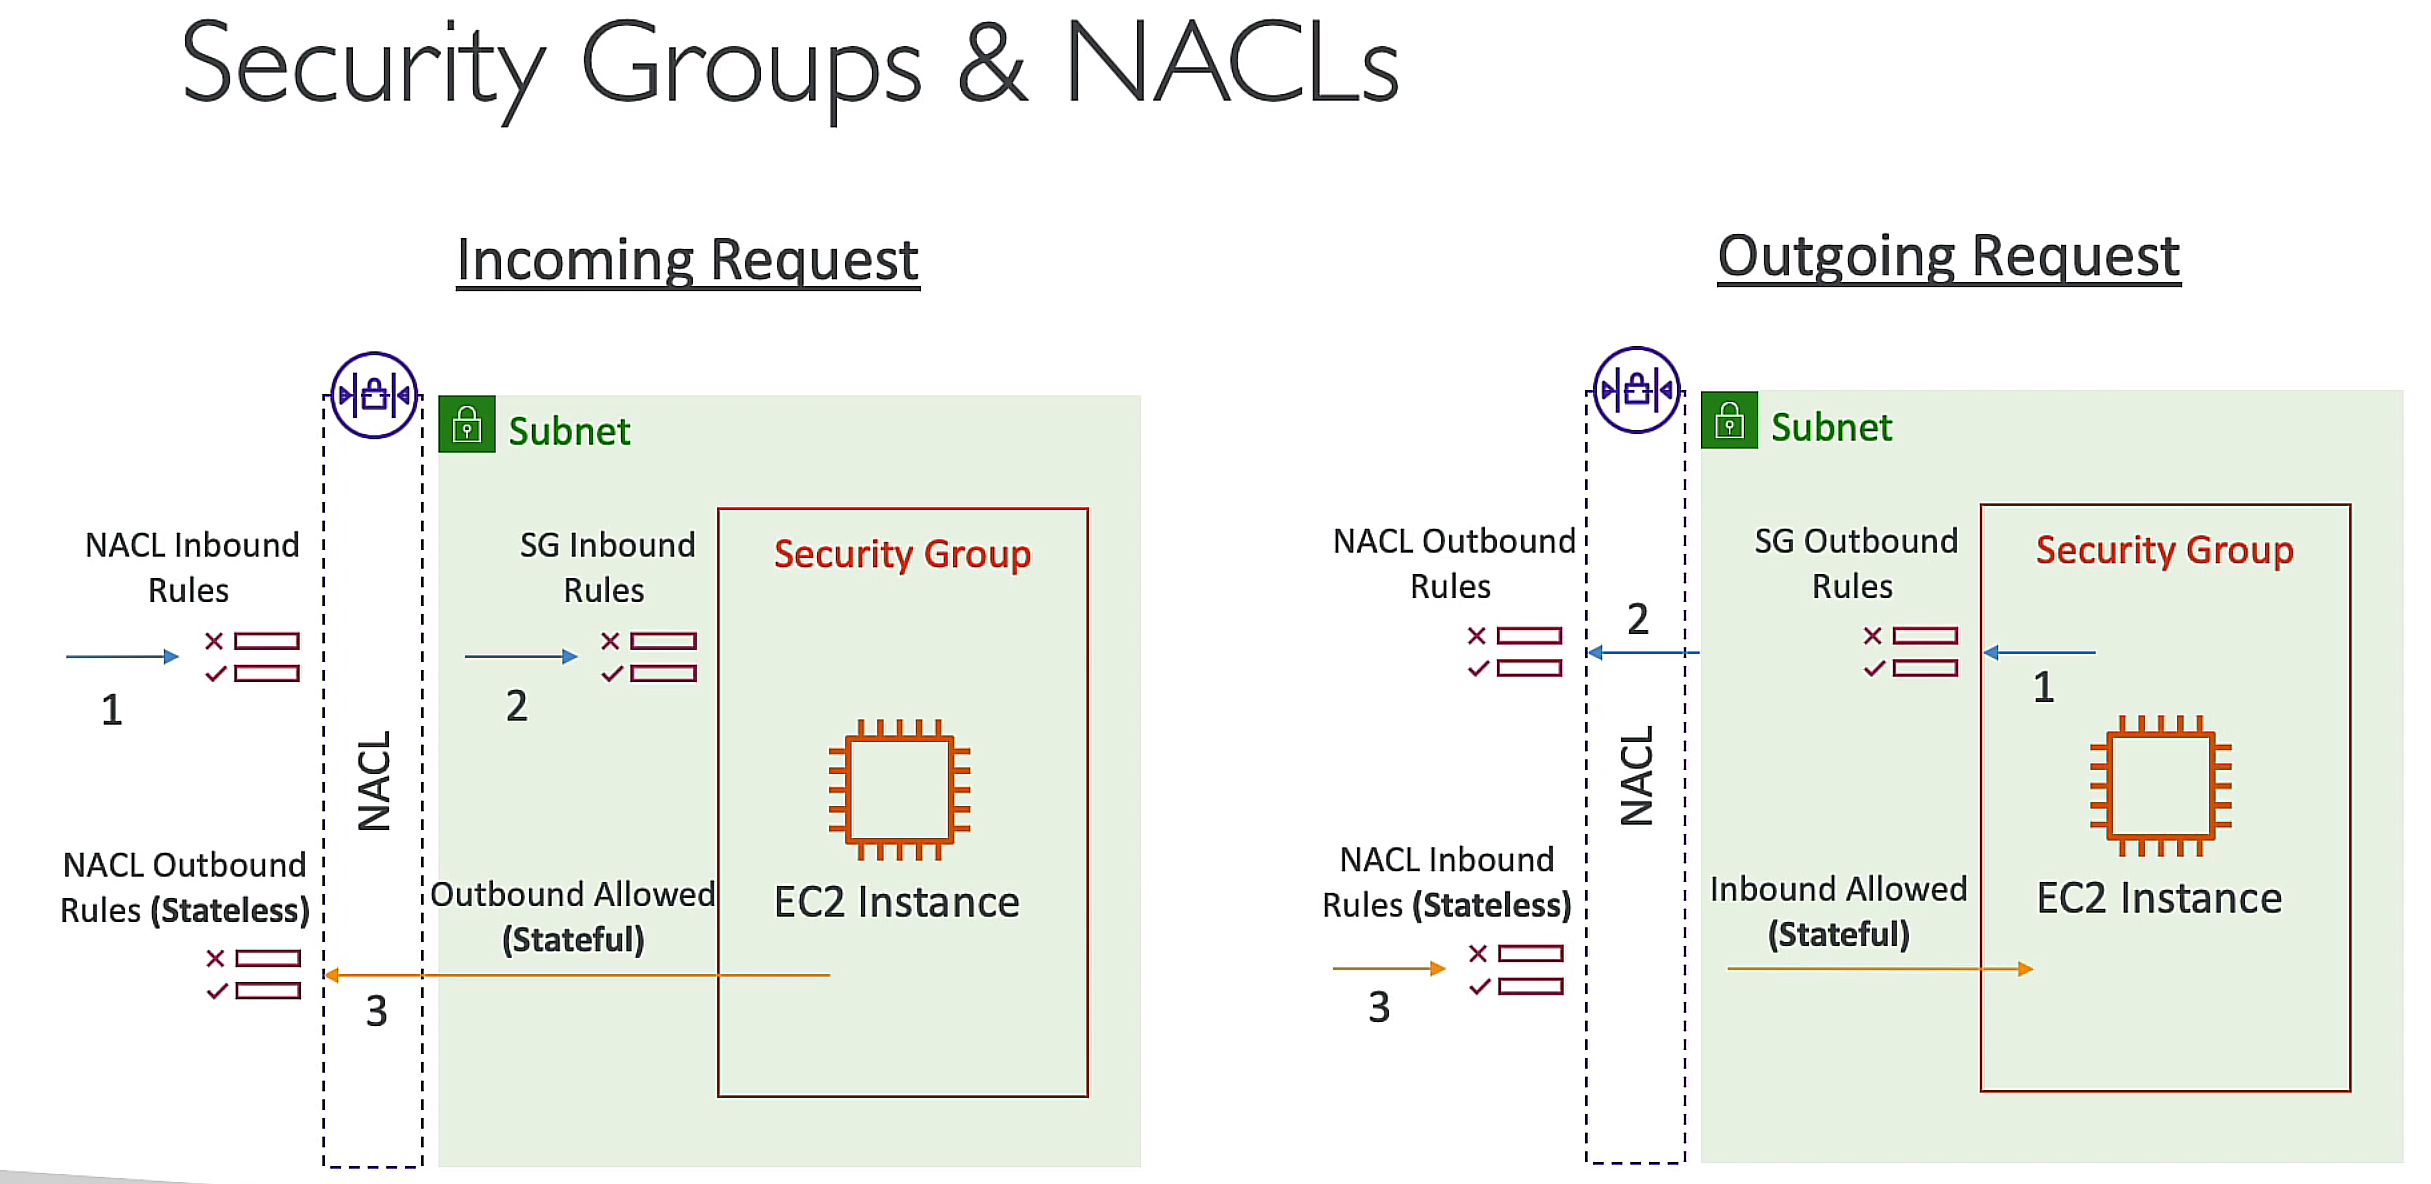 Security Groups & NACLs
Incoming Request
Subnet
NACL Inbound
Rules
1
NACL
SG Inbound
Rules
2
Security Group
EC2 Instance
NACL Outbound
Rules (Stateless)
Outbound Allowed
(Stateful)
3
Outgoing Request
Subnet
NACL Outbound
Rules
2
NACL
SG Outbound
Rules
1
Security Group
EC2 Instance
NACL Inbound
Rules (Stateless)
3
Inbound Allowed
(Stateful)